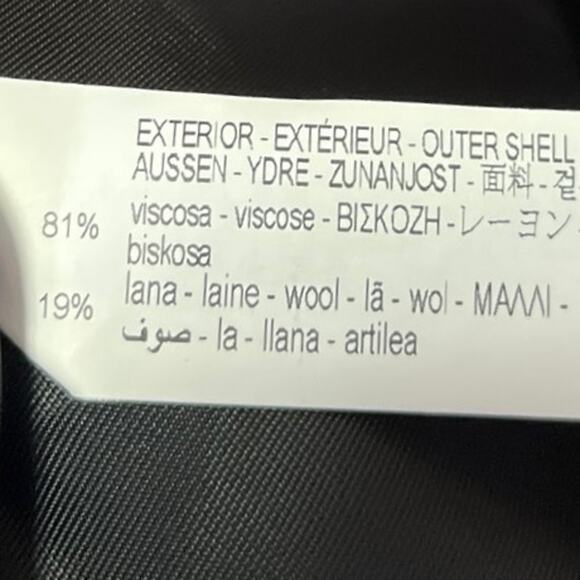 EXTERIOR - EXTÉRIEUR - OUTER SHELL
AUSSEN - YDRE - ZUNANJOST - 面料 - 겉
81% viscosa - viscose - ΒΙΣΚΟΖΗ - レーヨン -
biskosa
19% lana - laine - wool - lã - wol - ΜΑΛΛΙ -
صوف - la - llana - artilea